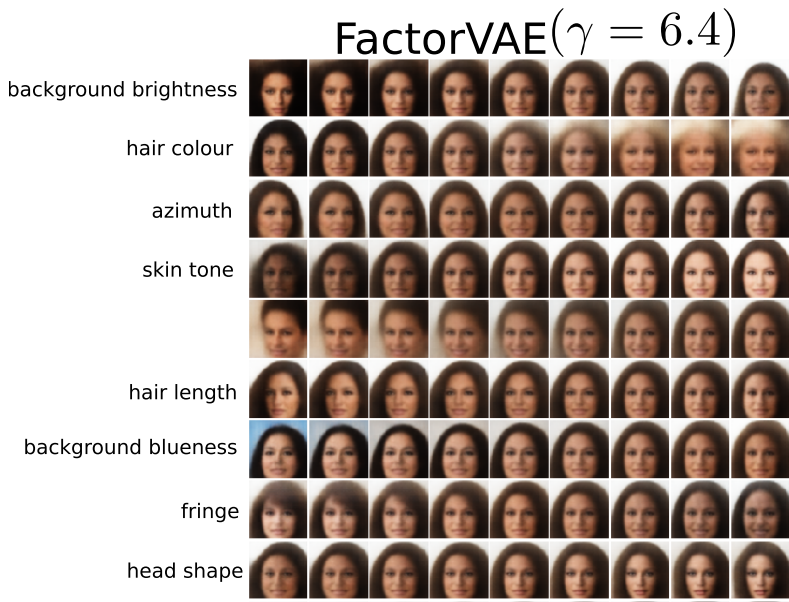 FactorVAE(γ = 6.4)
background brightness
hair colour
azimuth
skin tone
hair length
background blueness
fringe
head shape